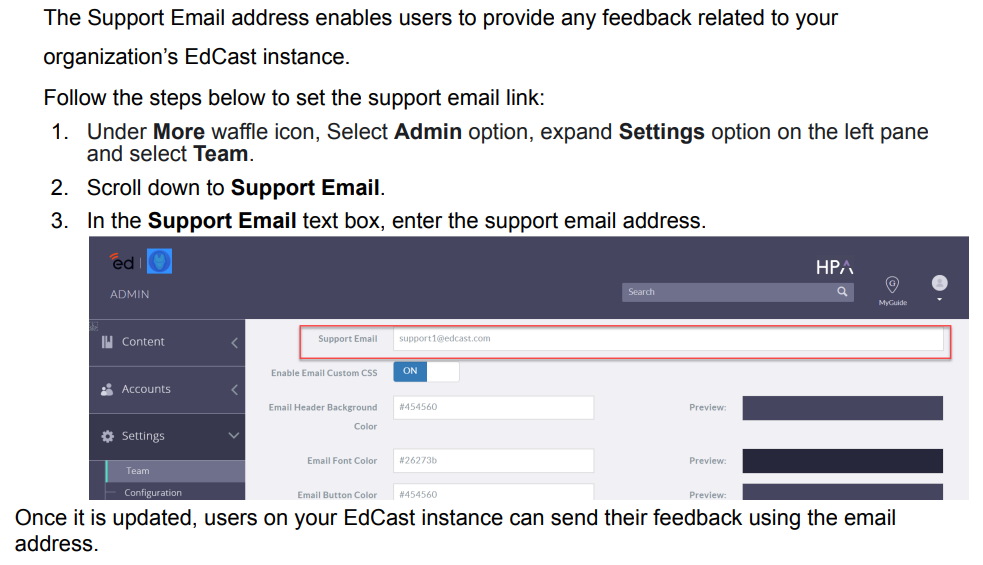 The Support Email address enables users to provide any feedback related to your
organization’s EdCast instance.
Follow the steps below to set the support email link:
1. Under More waffle icon, Select Admin option, expand Settings option on the left pane
and select Team.
2. Scroll down to Support Email.
3. In the Support Email text box, enter the support email address.
ed
HPA
ADMIN
Search
G
MyGuide
Content
Support Email support1@edcast.com
Enable Email Custom CSS ON
Accounts
Email Header Background
Color
#454560
Preview:
Settings
Email Font Color #26273b Preview:
Team
Configuration
Email Button Color #454560 Preview:
Once it is updated, users on your EdCast instance can send their feedback using the email
address.